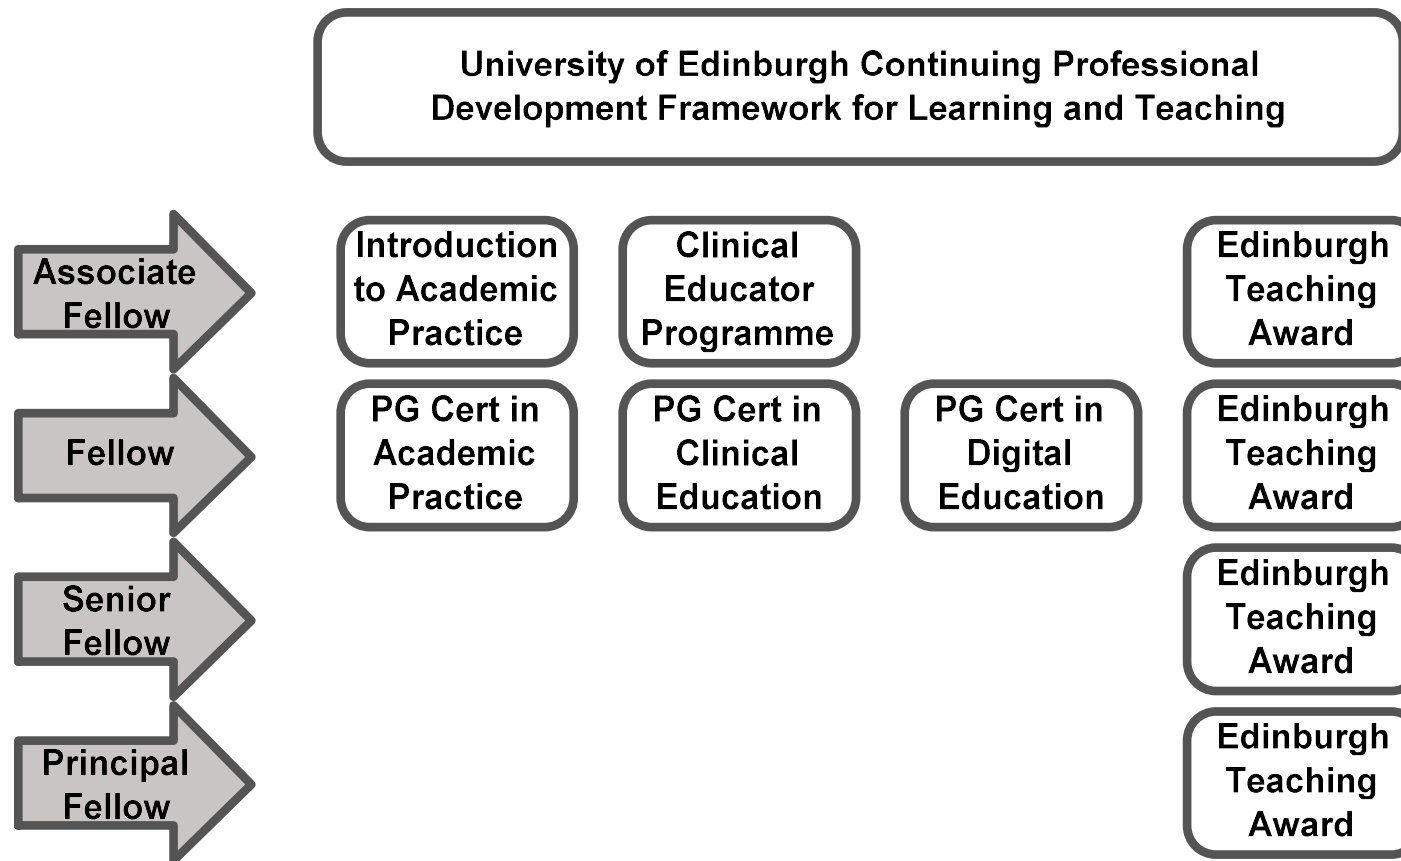 University of Edinburgh Continuing Professional
Development Framework for Learning and Teaching
Associate
Fellow
Introduction
to Academic
Practice
Clinical
Educator
Programme
Edinburgh
Teaching
Award
Fellow
PG Cert in
Academic
Practice
PG Cert in
Clinical
Education
PG Cert in
Digital
Education
Edinburgh
Teaching
Award
Senior
Fellow
Edinburgh
Teaching
Award
Principal
Fellow
Edinburgh
Teaching
Award